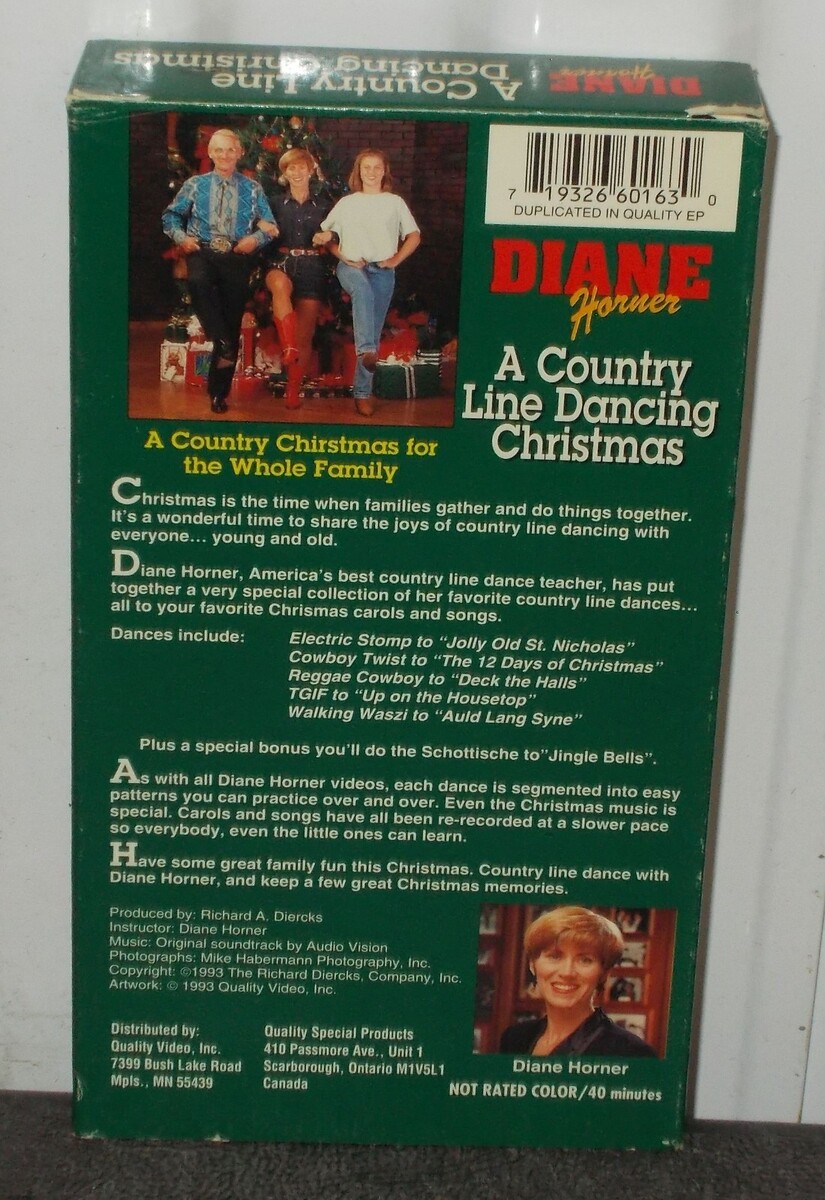 A Country Line
Dancing Christmas
DIANE
Horner
7 19326 60163 0
DUPLICATED IN QUALITY EP
DIANE
Horner
A Country
Line Dancing
Christmas
A Country Chirstmas for
the Whole Family
Christmas is the time when families gather and do things together.
It's a wonderful time to share the joys of country line dancing with
everyone... young and old.
Diane Horner, America's best country line dance teacher, has put
together a very special collection of her favorite country line dances...
all to your favorite Chrismas carols and songs.
Dances include:
Electric Stomp to "Jolly Old St. Nicholas"
Cowboy Twist to "The 12 Days of Christmas"
Reggae Cowboy to "Deck the Halls"
TGIF to "Up on the Housetop"
Walking Waszi to "Auld Lang Syne"
Plus a special bonus you'll do the Schottische to"Jingle Bells".
As with all Diane Horner videos, each dance is segmented into easy
patterns you can practice over and over. Even the Christmas music is
special. Carols and songs have all been re-recorded at a slower pace
so everybody, even the little ones can learn.
Have some great family fun this Christmas. Country line dance with
Diane Horner, and keep a few great Christmas memories.
Produced by: Richard A. Diercks
Instructor: Diane Horner
Music: Original soundtrack by Audio Vision
Photographs: Mike Habermann Photography, Inc.
Copyright: ©1993 The Richard Diercks, Company, Inc.
Artwork: © 1993 Quality Video, Inc.
Distributed by:
Quality Video, Inc.
7399 Bush Lake Road
Mpls., MN 55439
Quality Special Products
410 Passmore Ave., Unit 1
Scarborough, Ontario M1V5L1
Canada
Diane Horner
NOT RATED COLOR/40 minutes